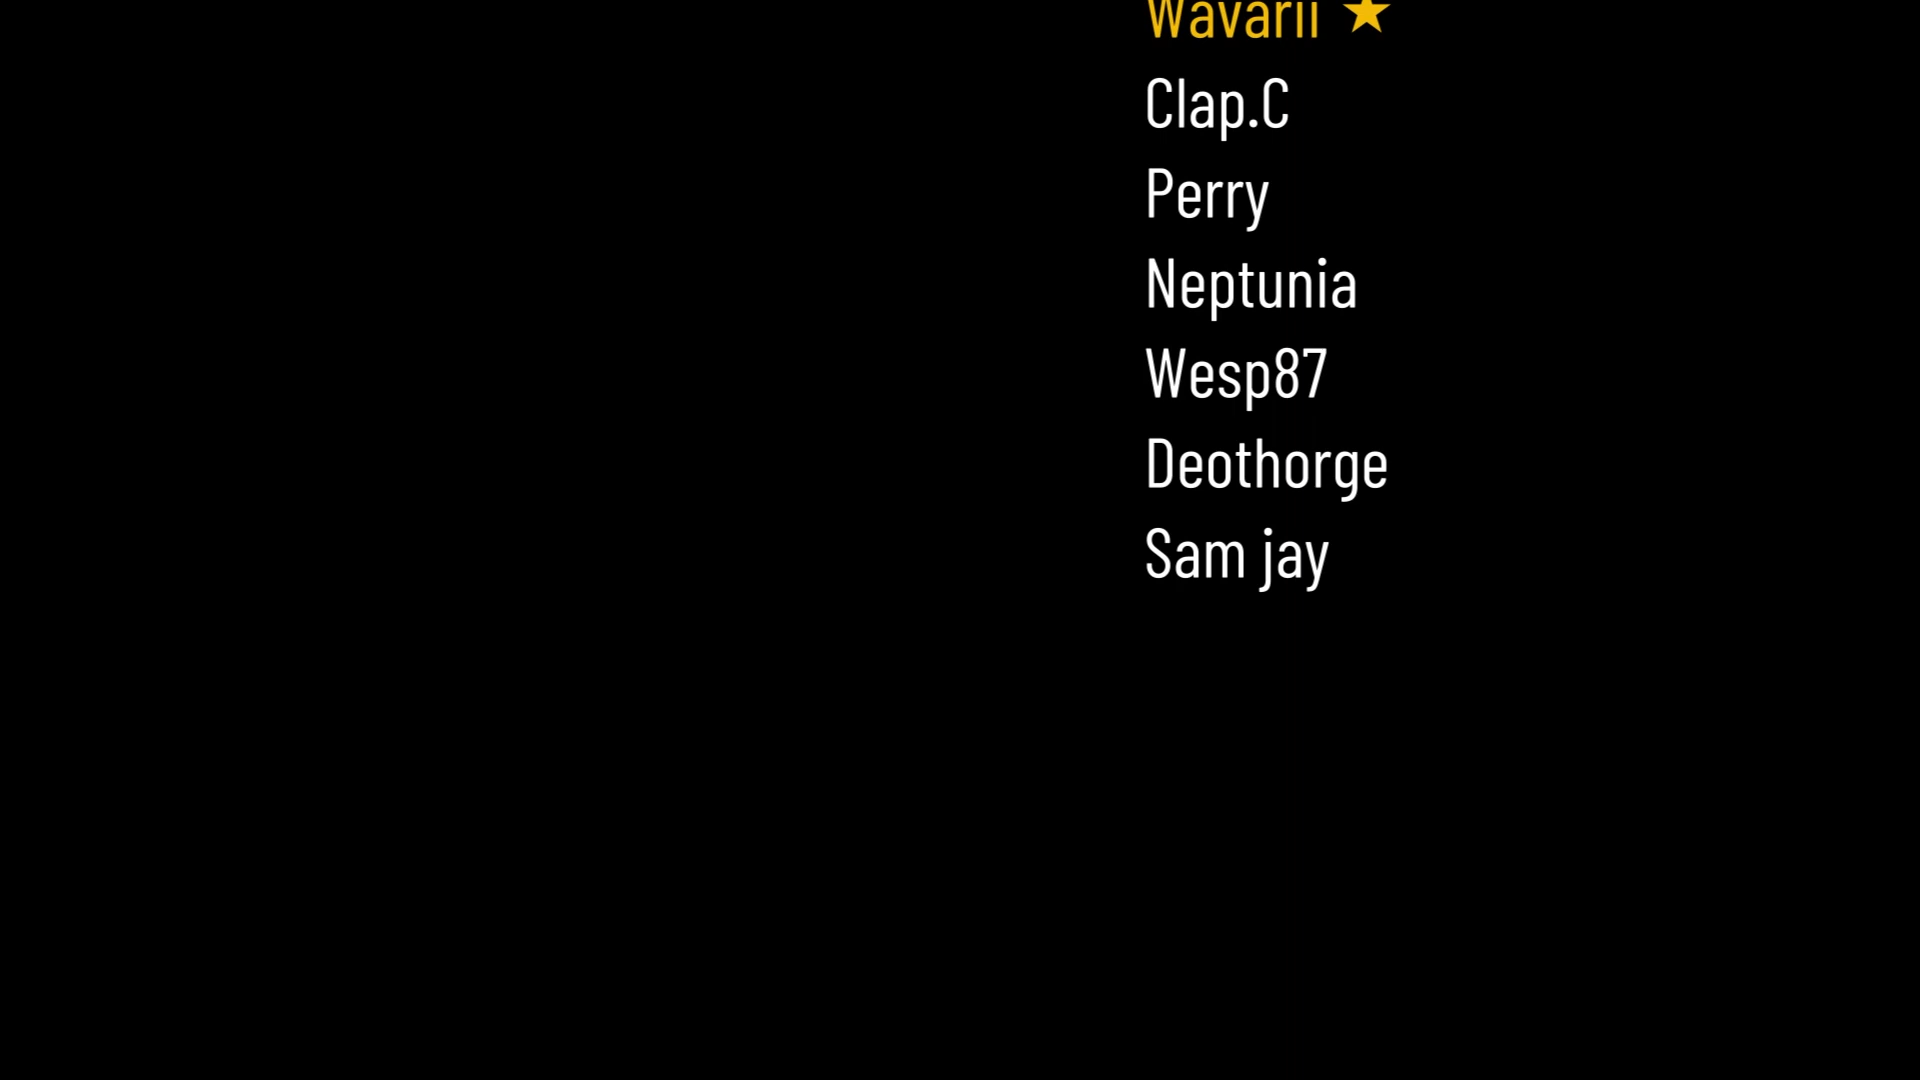 Wavarii ★
Clap.C
Perry
Neptunia
Wesp87
Deothorge
Sam jay